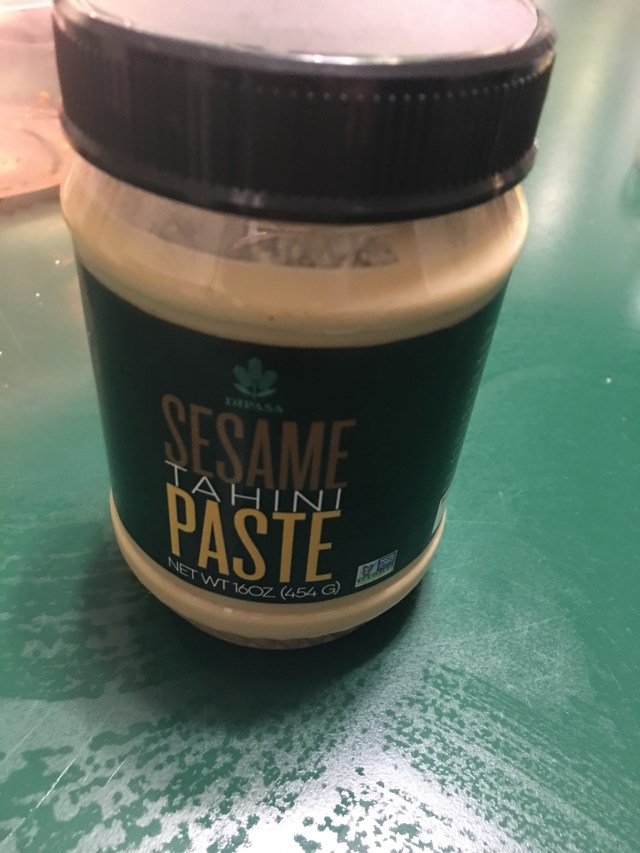 DIPASA
SESAME
TAHINI
PASTE
NET WT 16OZ (454 G)